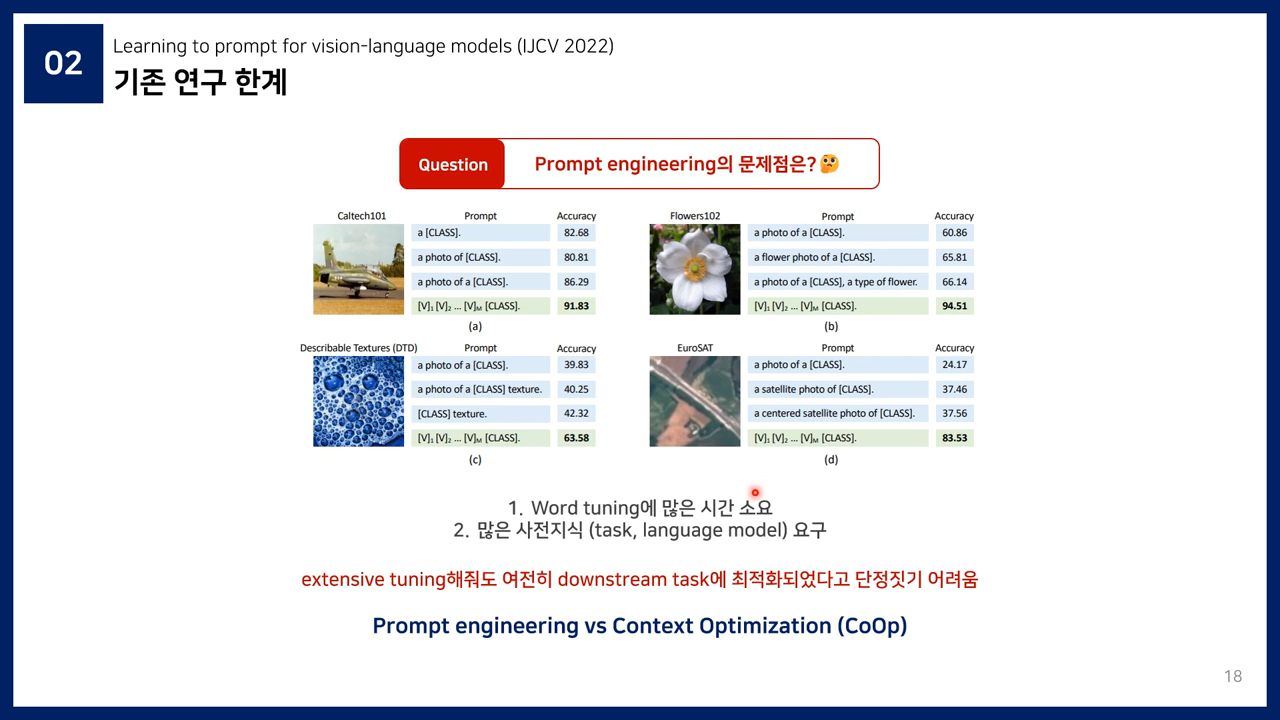 02
Learning to prompt for vision-language models (IJCV 2022)
기존 연구 한계
Question
Prompt engineering의 문제점은?🤔
Caltech101 Prompt Accuracy
a [CLASS]. 82.68
a photo of [CLASS]. 80.81
a photo of a [CLASS]. 86.29
[V]₁ [V]₂ … [V]ₘ [CLASS]. 91.83
(a)
Flowers102 Prompt Accuracy
a photo of a [CLASS]. 60.86
a flower photo of a [CLASS]. 65.81
a photo of a [CLASS], a type of flower. 66.14
[V]₁ [V]₂ … [V]ₘ [CLASS]. 94.51
(b)
Describable Textures (DTD) Prompt Accuracy
a photo of a [CLASS]. 39.83
a photo of a [CLASS] texture. 40.25
[CLASS] texture. 42.32
[V]₁ [V]₂ … [V]ₘ [CLASS]. 63.58
(c)
EuroSAT Prompt Accuracy
a photo of a [CLASS]. 24.17
a satellite photo of [CLASS]. 37.46
a centered satellite photo of [CLASS]. 37.56
[V]₁ [V]₂ … [V]ₘ [CLASS]. 83.53
(d)
1. Word tuning에 많은 시간 소요
2. 많은 사전지식 (task, language model) 요구
extensive tuning해줘도 여전히 downstream task에 최적화되었다고 단정짓기 어려움
Prompt engineering vs Context Optimization (CoOp)
18